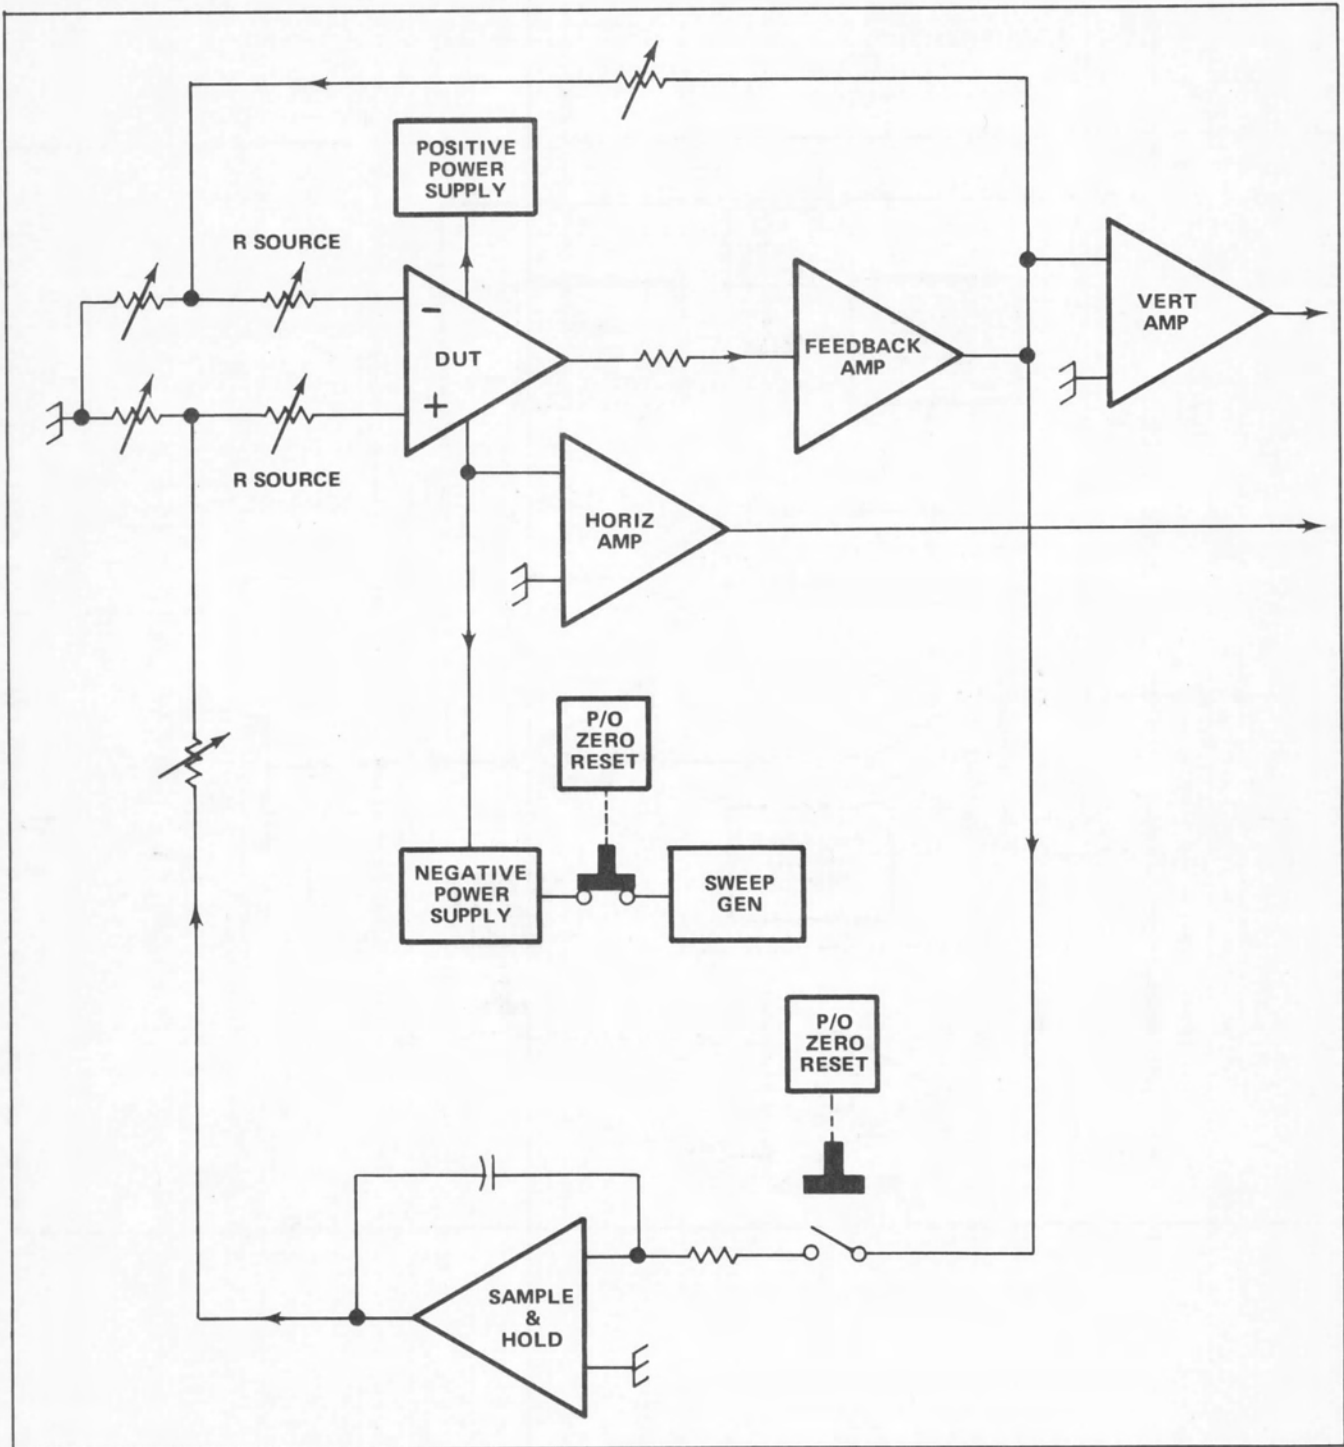 POSITIVE
POWER
SUPPLY
R SOURCE
-
DUT
+
R SOURCE
FEEDBACK
AMP
VERT
AMP
HORIZ
AMP
P/O
ZERO
RESET
NEGATIVE
POWER
SUPPLY
SWEEP
GEN
P/O
ZERO
RESET
SAMPLE
&
HOLD